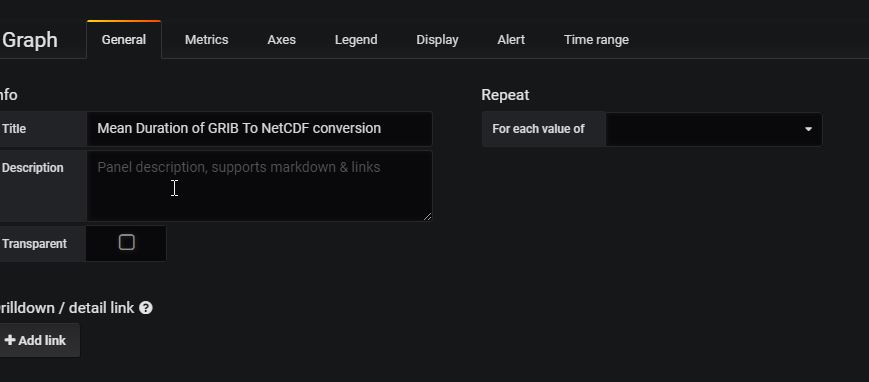 Graph General Metrics Axes Legend Display Alert Time range
nfo
Title Mean Duration of GRIB To NetCDF conversion
Description Panel description, supports markdown & links
Transparent
rilldown / detail link ?
+ Add link
Repeat
For each value of